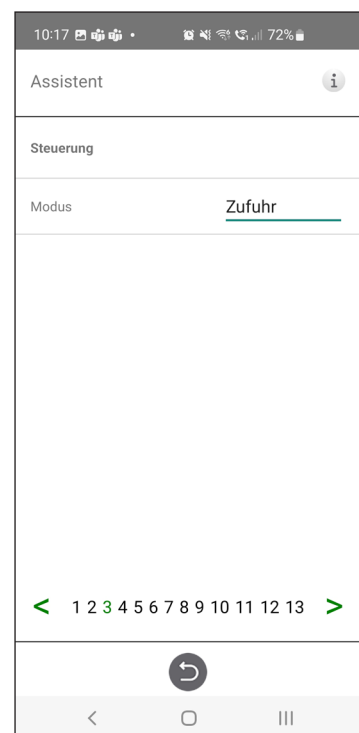 10:17 72%
Assistent i
Steuerung
Modus Zufuhr
< 1 2 3 4 5 6 7 8 9 10 11 12 13 >